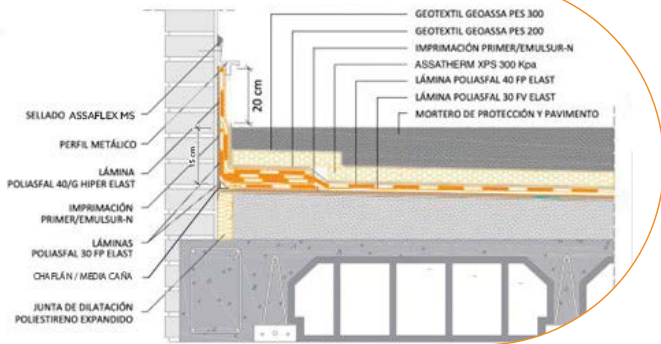 GEOTEXTIL GEOASSA PES 300
GEOTEXTIL GEOASSA PES 200
IMPRIMACIÓN PRIMER/EMULSUR-N
ASSATHERM XPS 300 Kpa
LÁMINA POLIASFAL 40 FP ELAST
LÁMINA POLIASFAL 30 FV ELAST
MORTERO DE PROTECCIÓN Y PAVIMENTO
20 cm
15 cm
SELLADO ASSAFLEX MS
PERFIL METÁLICO
LÁMINA
POLIASFAL 40/G HIPER ELAST
IMPRIMACIÓN
PRIMER/EMULSUR-N
LÁMINAS
POLIASFAL 30 FP ELAST
CHAFLÁN / MEDIA CAÑA
JUNTA DE DILATACIÓN
POLIESTIRENO EXPANDIDO